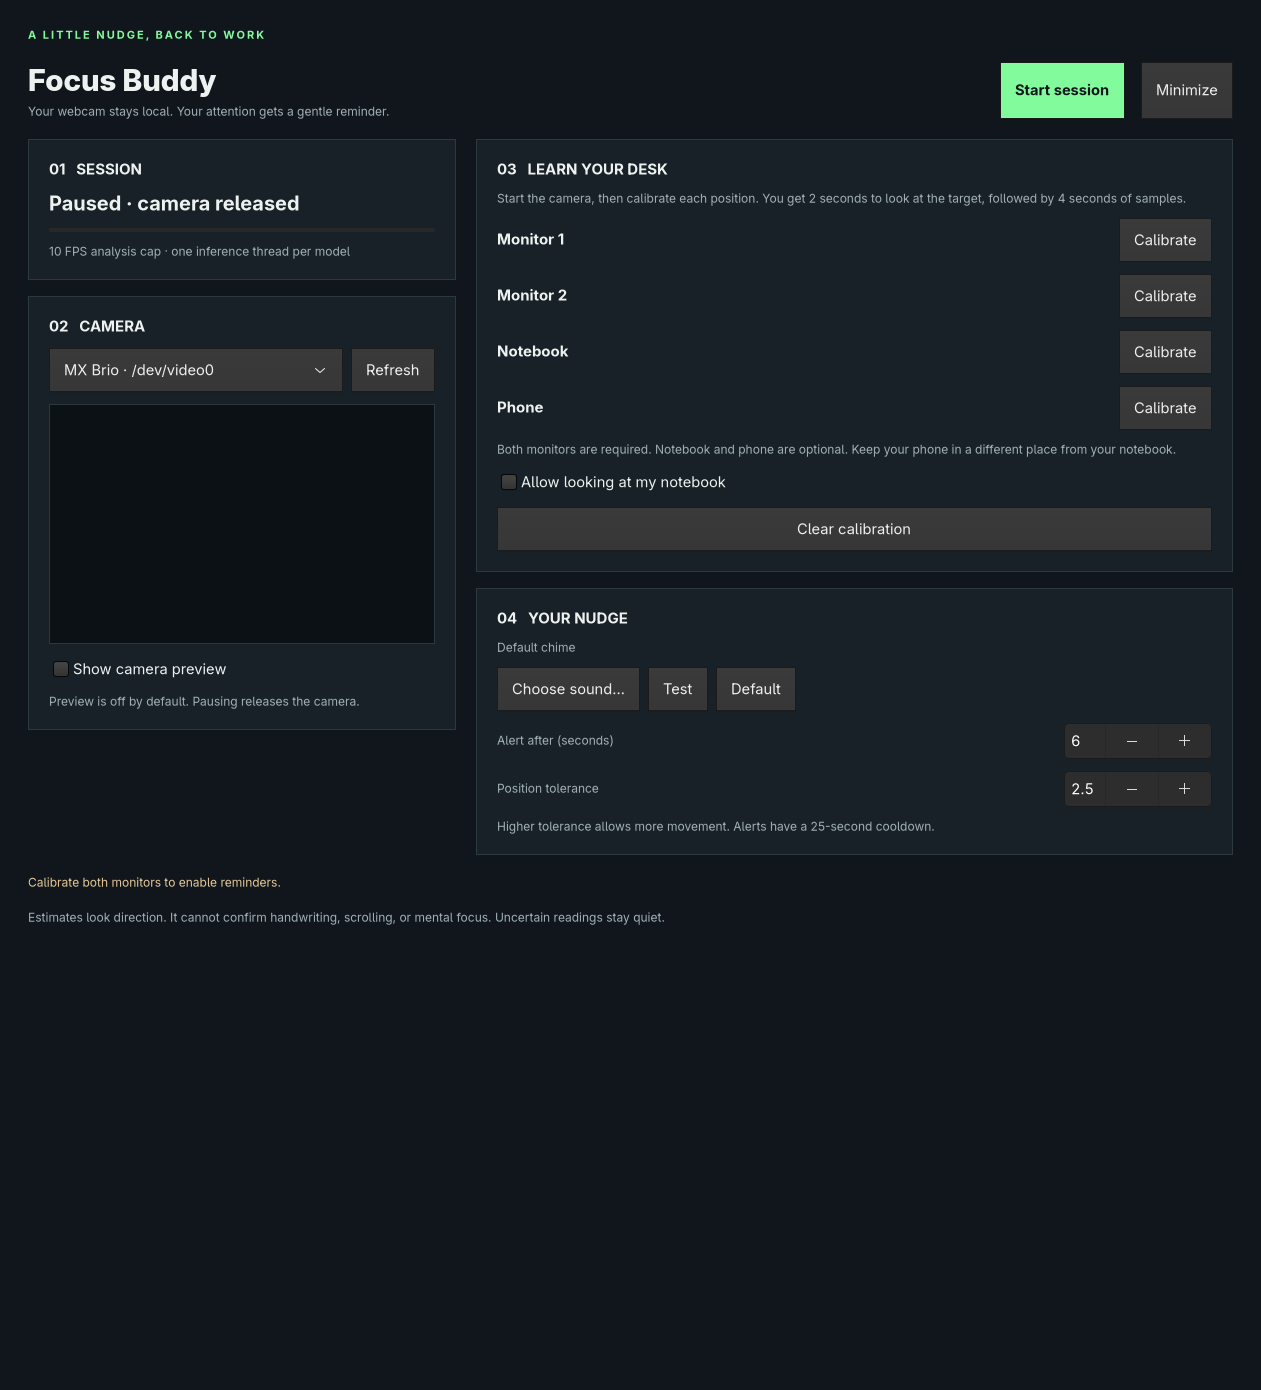 A LITTLE NUDGE, BACK TO WORK
Focus Buddy
Your webcam stays local. Your attention gets a gentle reminder.
Start session
Minimize
01 SESSION
Paused · camera released
10 FPS analysis cap · one inference thread per model
02 CAMERA
MX Brio · /dev/video0
Refresh
Show camera preview
Preview is off by default. Pausing releases the camera.
03 LEARN YOUR DESK
Start the camera, then calibrate each position. You get 2 seconds to look at the target, followed by 4 seconds of samples.
Monitor 1
Calibrate
Monitor 2
Calibrate
Notebook
Calibrate
Phone
Calibrate
Both monitors are required. Notebook and phone are optional. Keep your phone in a different place from your notebook.
Allow looking at my notebook
Clear calibration
04 YOUR NUDGE
Default chime
Choose sound...
Test
Default
Alert after (seconds)
6 − +
Position tolerance
2.5 − +
Higher tolerance allows more movement. Alerts have a 25-second cooldown.
Calibrate both monitors to enable reminders.
Estimates look direction. It cannot confirm handwriting, scrolling, or mental focus. Uncertain readings stay quiet.